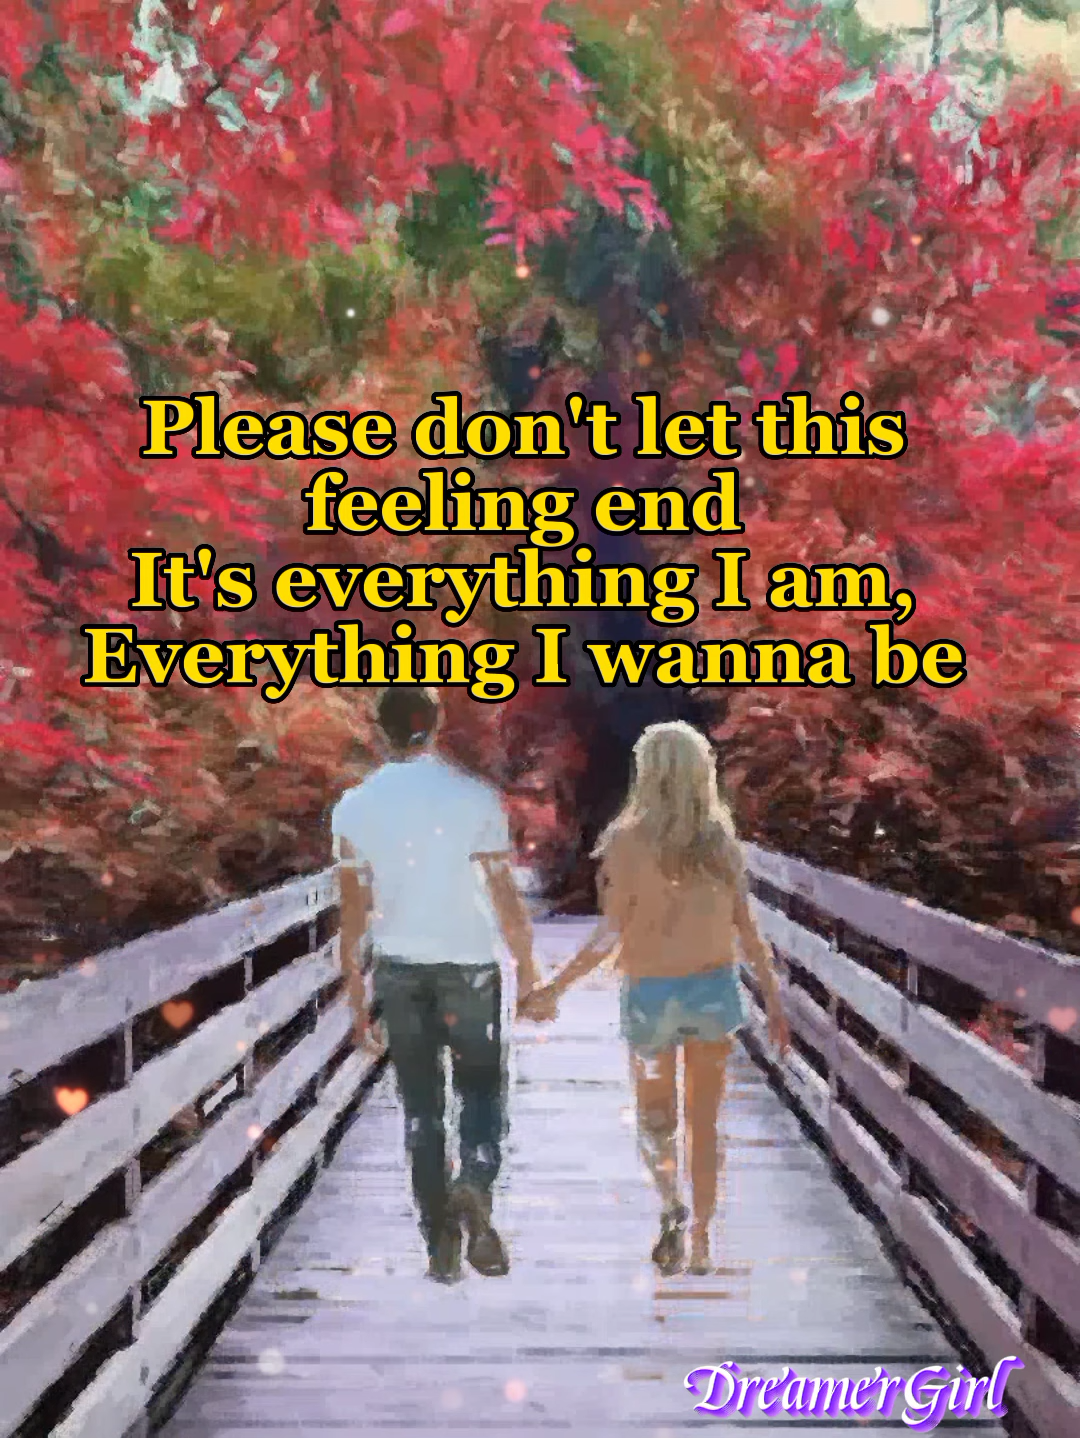 Please don't let this
feeling end
It's everything I am,
Everything I wanna be
DreamerGirl